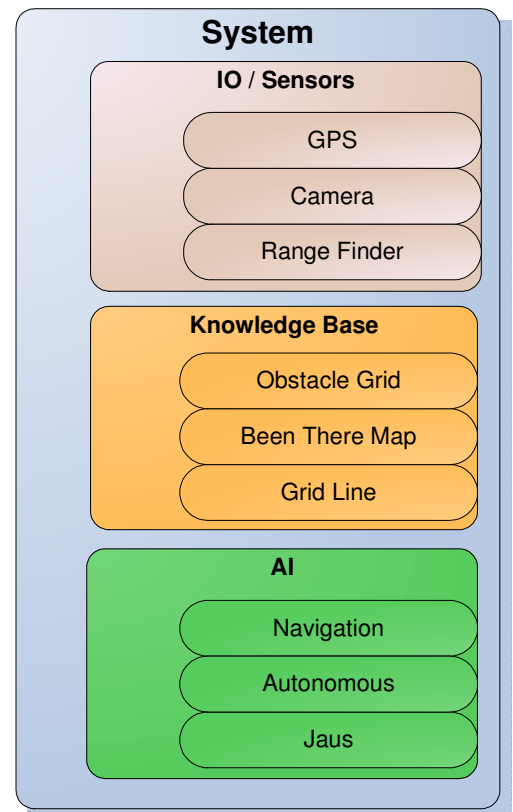 System
IO / Sensors
GPS
Camera
Range Finder
Knowledge Base
Obstacle Grid
Been There Map
Grid Line
AI
Navigation
Autonomous
Jaus